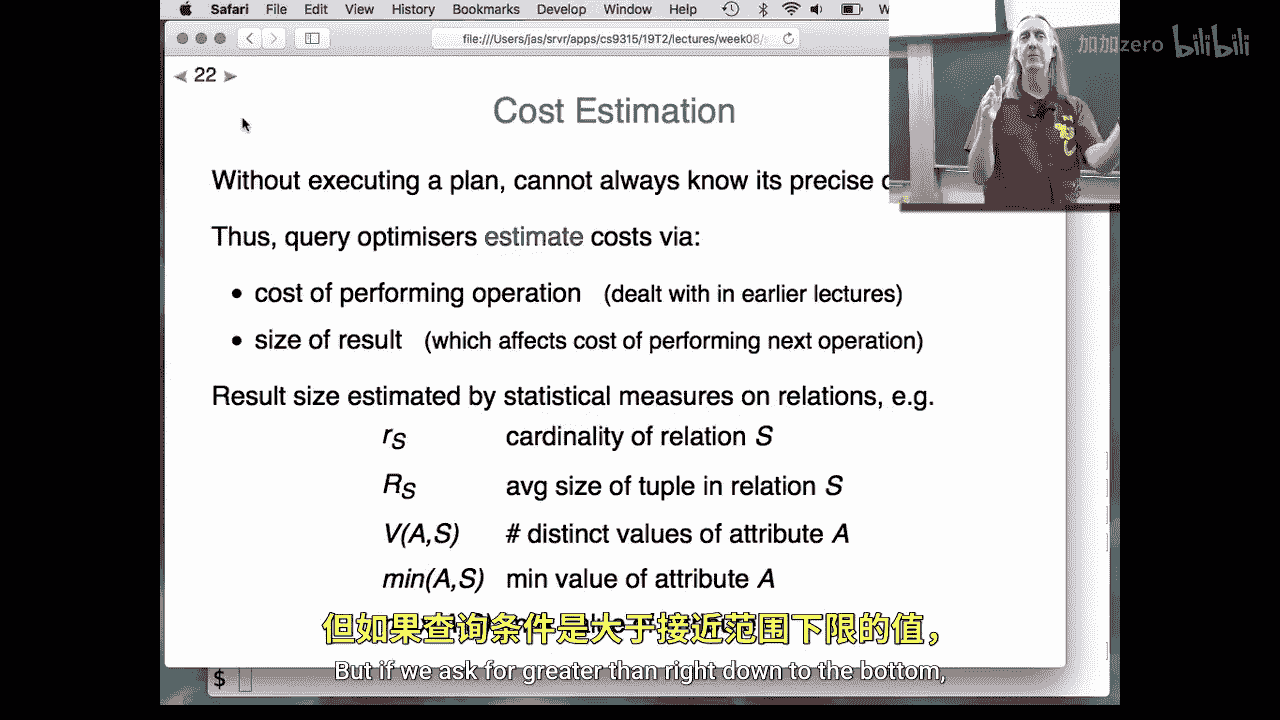 Safari File Edit View History Bookmarks Develop Window Help
file:///Users/jas/srvr/apps/cs9315/19T2/lectures/week08/
加加zero bilibili
22
Cost Estimation
Without executing a plan, cannot always know its precise
Thus, query optimisers estimate costs via:
• cost of performing operation (dealt with in earlier lectures)
• size of result (which affects cost of performing next operation)
Result size estimated by statistical measures on relations, e.g.
rS cardinality of relation S
RS avg size of tuple in relation S
V(A,S) # distinct values of attribute A
min(A,S) min value of attribute A
但如果查询条件是大于接近范围下限的值，
But if we ask for greater than right down to the bottom,
$